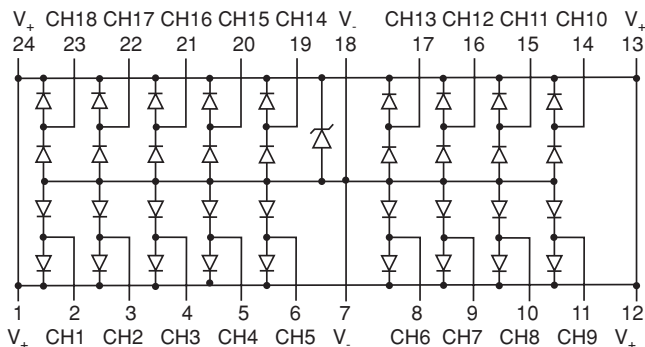 V+ CH18 CH17 CH16 CH15 CH14 V- CH13 CH12 CH11 CH10 V+
24 23 22 21 20 19 18 17 16 15 14 13
1 2 3 4 5 6 7 8 9 10 11 12
V+ CH1 CH2 CH3 CH4 CH5 V- CH6 CH7 CH8 CH9 V+